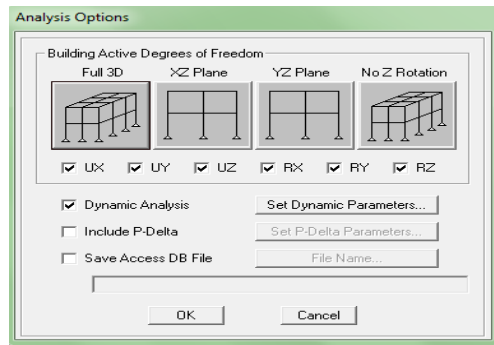 Analysis Options
Building Active Degrees of Freedom
Full 3D XZ Plane YZ Plane No Z Rotation
UX UY UZ RX RY RZ
Dynamic Analysis Set Dynamic Parameters...
Include P-Delta Set P-Delta Parameters...
Save Access DB File File Name...
OK Cancel